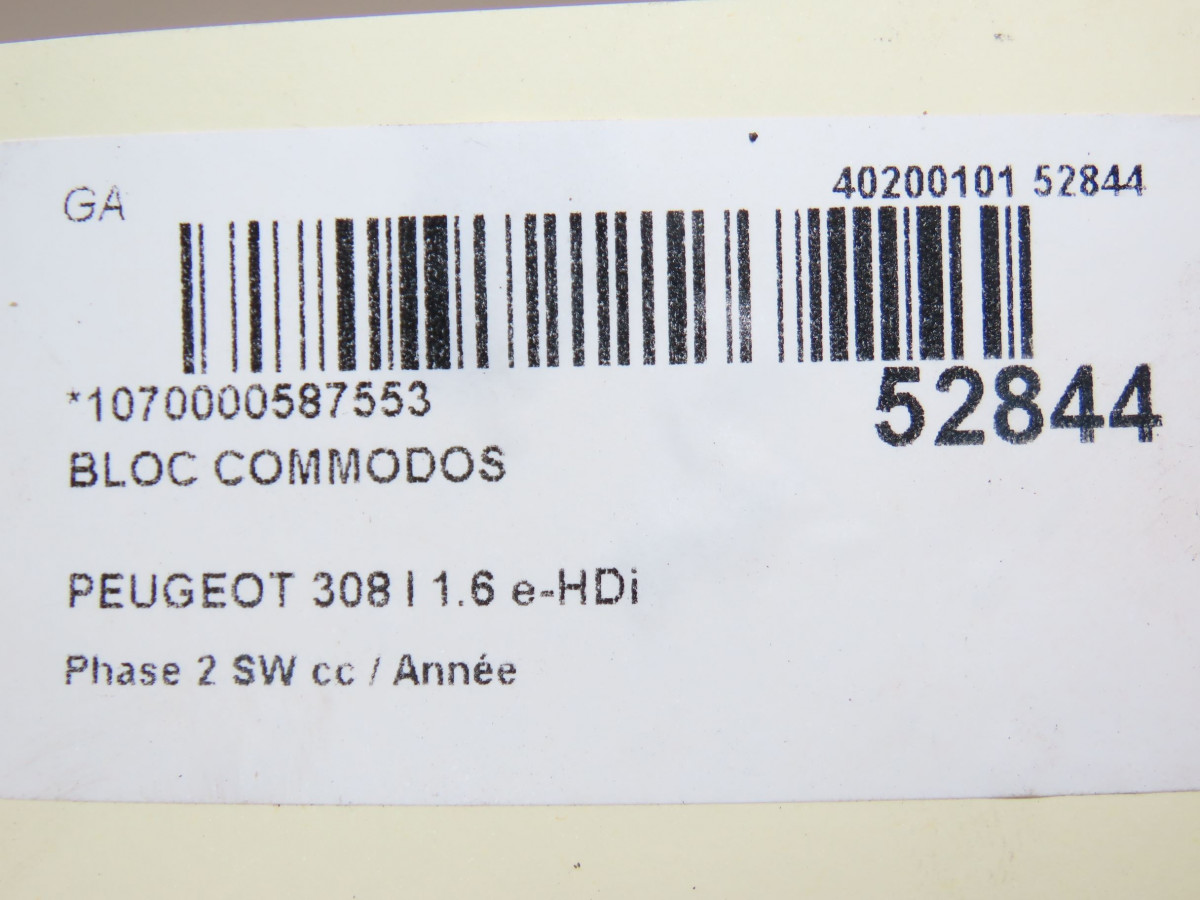 GA
40200101 52844
*1070000587553
52844
BLOC COMMODOS
PEUGEOT 308 I 1.6 e-HDi
Phase 2 SW cc / Année